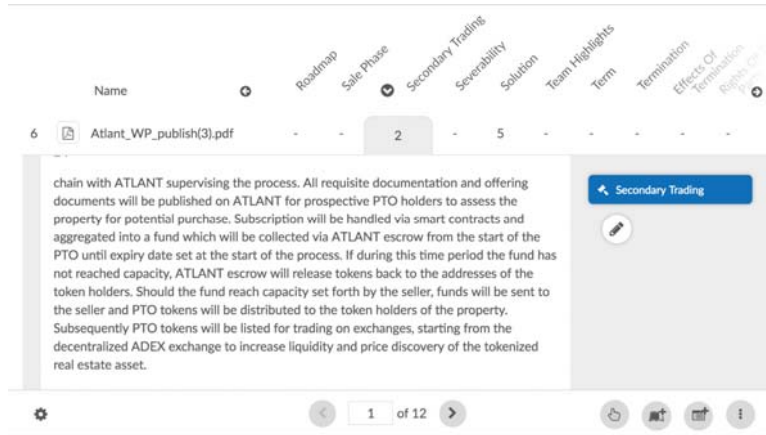 Name
Roadmap
Sale Phase
Secondary Trading
Severability
Solution
Team Highlights
Term
Termination
Effects Of Termination
6 Atlant_WP_publish(3).pdf - - 2 - 5 - - - - -
chain with ATLANT supervising the process. All requisite documentation and offering
documents will be published on ATLANT for prospective PTO holders to assess the
property for potential purchase. Subscription will be handled via smart contracts and
aggregated into a fund which will be collected via ATLANT escrow from the start of the
PTO until expiry date set at the start of the process. If during this time period the fund has
not reached capacity, ATLANT escrow will release tokens back to the addresses of the
token holders. Should the fund reach capacity set forth by the seller, funds will be sent to
the seller and PTO tokens will be distributed to the token holders of the property.
Subsequently PTO tokens will be listed for trading on exchanges, starting from the
decentralized ADEX exchange to increase liquidity and price discovery of the tokenized
real estate asset.
Secondary Trading
1 of 12